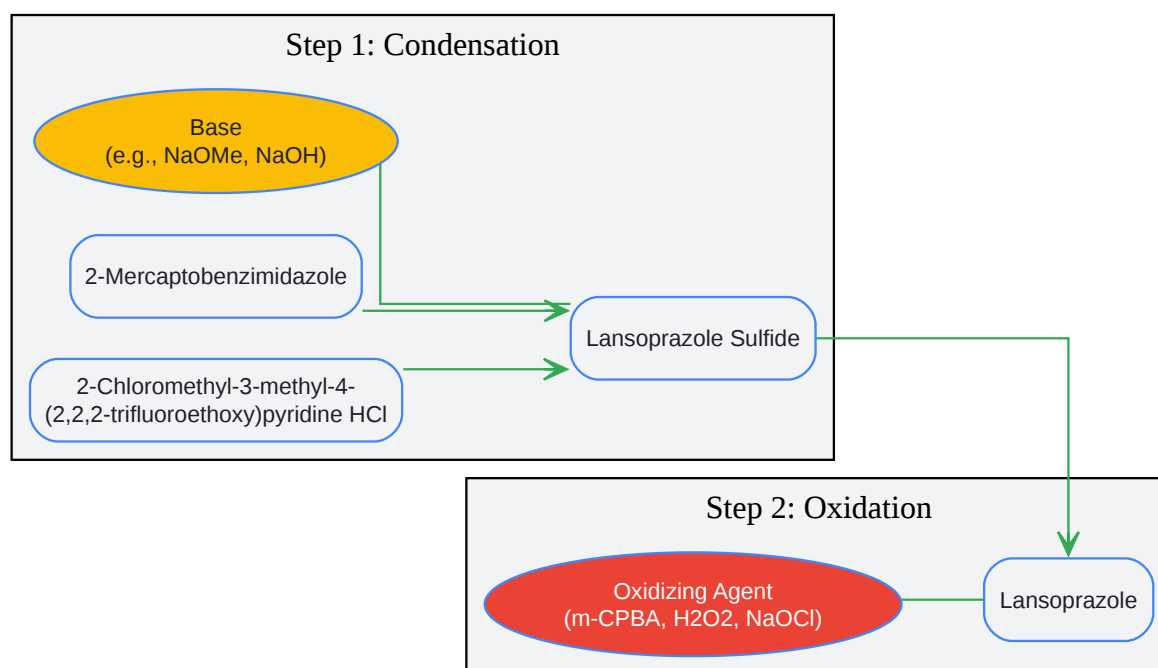 Step 1: Condensation
Base
(e.g., NaOMe, NaOH)
2-Mercaptobenzimidazole
Lansoprazole Sulfide
2-Chloromethyl-3-methyl-4-
(2,2,2-trifluoroethoxy)pyridine HCl
Step 2: Oxidation
Oxidizing Agent
(m-CPBA, H2O2, NaOCl)
Lansoprazole